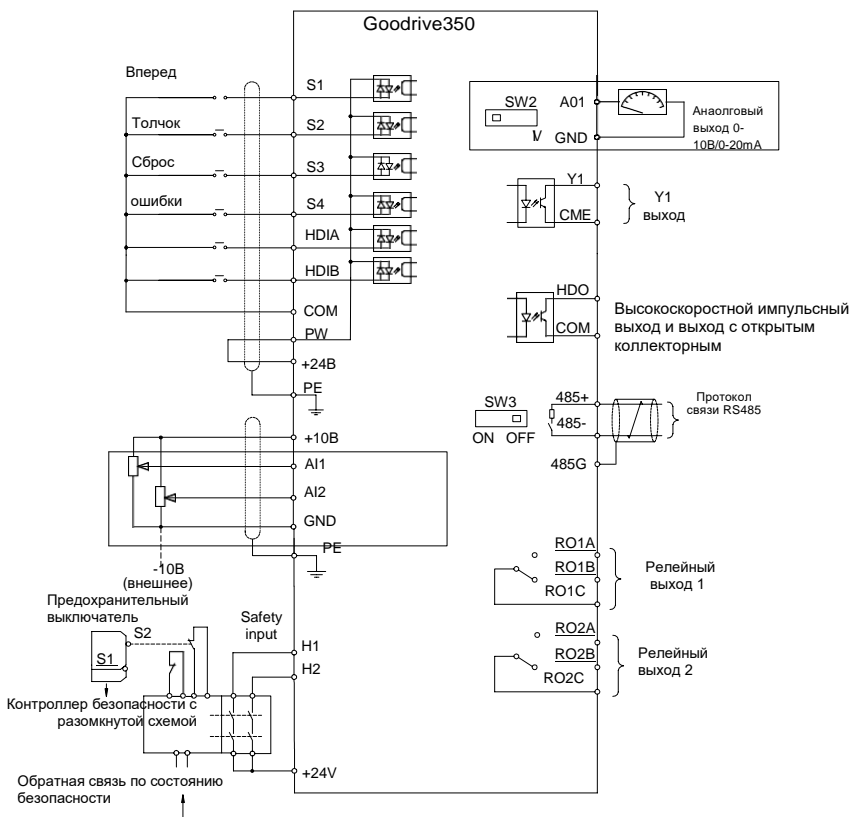 Goodrive350
Вперед
S1
Толчок
S2
Сброс
S3
ошибки
S4
HDIA
HDIB
COM
PW
+24В
PE
+10В
AI1
AI2
GND
PE
-10В
(внешнее)
Предохранительный
выключатель
S2
S1
Safety
input
H1
H2
Контроллер безопасности с
разомкнутой схемой
+24V
Обратная связь по состоянию
безопасности
SW2
V
A01
GND
Анаолговый
выход 0-
10В/0-20mA
Y1
CME
Y1
выход
HDO
COM
Высокоскоростной импульсный
выход и выход с открытым
коллекторным
SW3
ON OFF
485+
485-
485G
Протокол
связи RS485
RO1A
RO1B
RO1C
Релейный
выход 1
RO2A
RO2B
RO2C
Релейный
выход 2